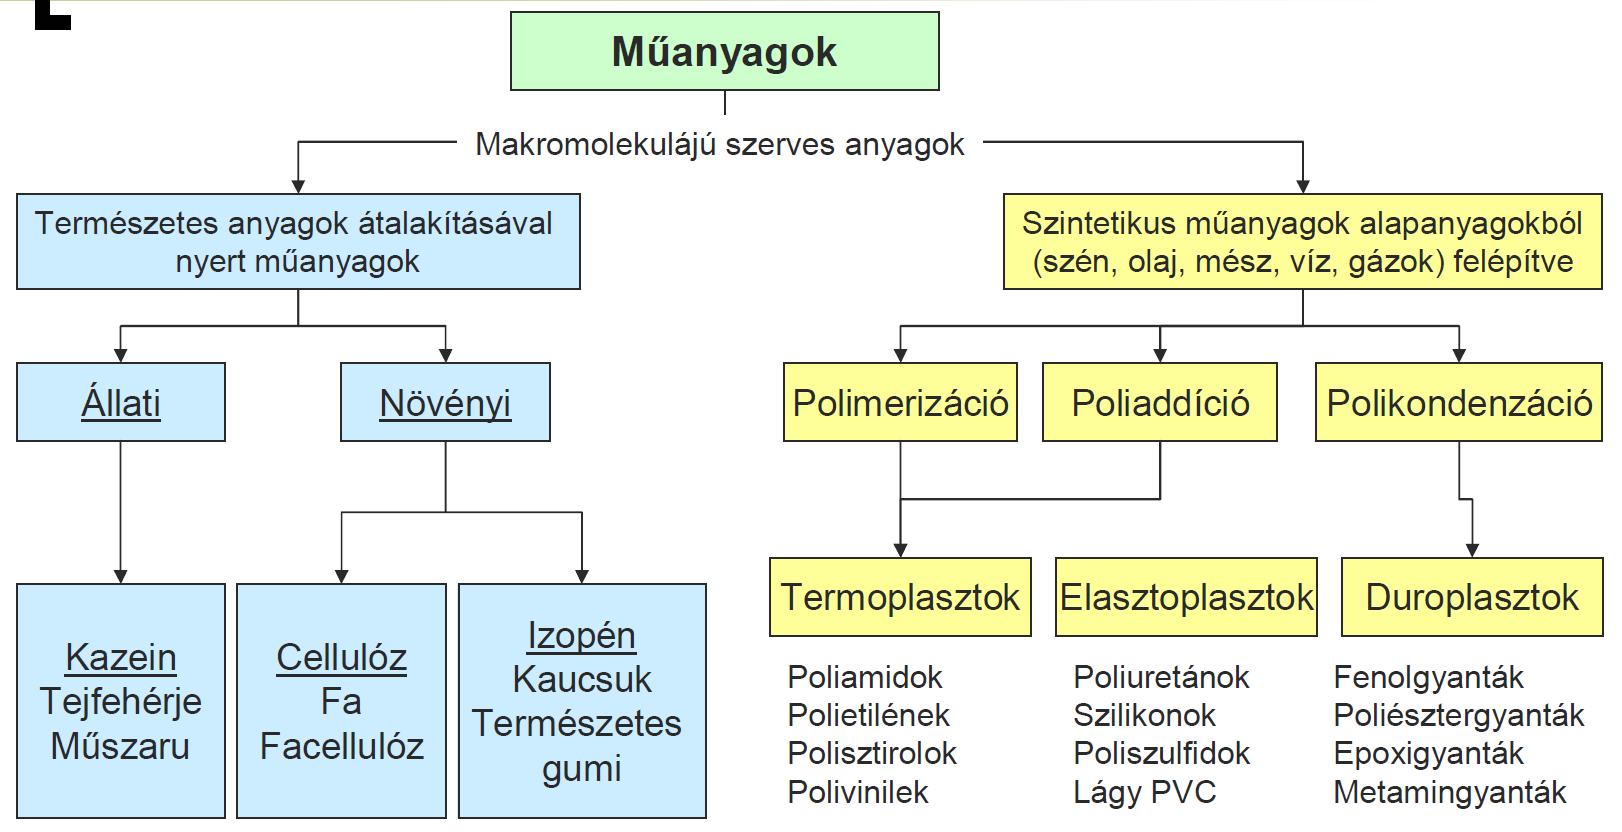 Műanyagok
Makromolekulájú szerves anyagok
Természetes anyagok átalakításával
nyert műanyagok
Szintetikus műanyagok alapanyagokból
(szén, olaj, mész, víz, gázok) felépítve
Állati
Növényi
Polimerizáció
Poliaddíció
Polikondenzáció
Kazein
Tejfehérje
Műszaru
Cellulóz
Fa
Facellulóz
Izopén
Kaucsuk
Természetes
gumi
Termoplasztok
Elasztoplasztok
Duroplasztok
Poliamidok
Polietilének
Polisztirolok
Polivinilek
Poliuretánok
Szilikonok
Poliszulfidok
Lágy PVC
Fenolgyanták
Poliésztergyanták
Epoxigyanták
Metamingyanták